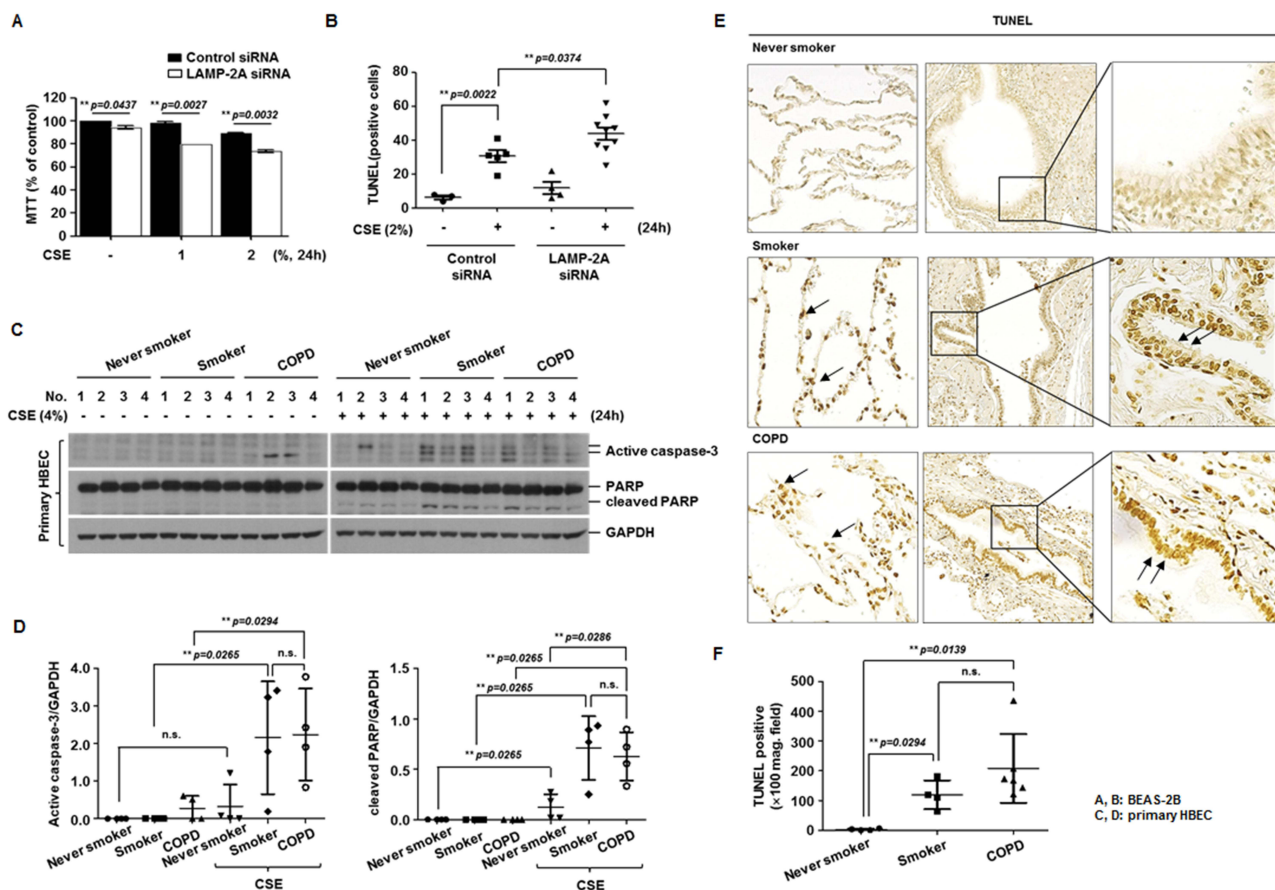 A
Control siRNA
LAMP-2A siRNA
** p=0.0437
** p=0.0027
** p=0.0032
MTT (% of control)
120
100
80
60
40
20
0
CSE - 1 2 (%, 24h)
B
** p=0.0374
** p=0.0022
TUNEL(positive cells)
80
60
40
20
0
CSE (2%) - + - + (24h)
Control siRNA
LAMP-2A siRNA
C
Never smoker Smoker COPD Never smoker Smoker COPD
No. 1 2 3 4 1 2 3 4 1 2 3 4 1 2 3 4 1 2 3 4 1 2 3 4
CSE (4%) - - - - - - - - - - - - + + + + + + + + + + + + (24h)
Primary HBEC
Active caspase-3
PARP
cleaved PARP
GAPDH
D
** p=0.0294
** p=0.0265
n.s.
n.s.
Active caspase-3/GAPDH
4.0
3.0
2.0
1.0
0.0
Never smoker Smoker COPD Never smoker Smoker COPD
CSE
** p=0.0286
** p=0.0265
** p=0.0265
n.s.
** p=0.0265
cleaved PARP/GAPDH
1.5
1.0
0.5
0.0
Never smoker Smoker COPD Never smoker Smoker COPD
CSE
E
TUNEL
Never smoker
Smoker
COPD
F
** p=0.0139
n.s.
** p=0.0294
TUNEL positive
(×100 mag. field)
500
400
300
200
100
0
Never smoker Smoker COPD
A, B: BEAS-2B
C, D: primary HBEC